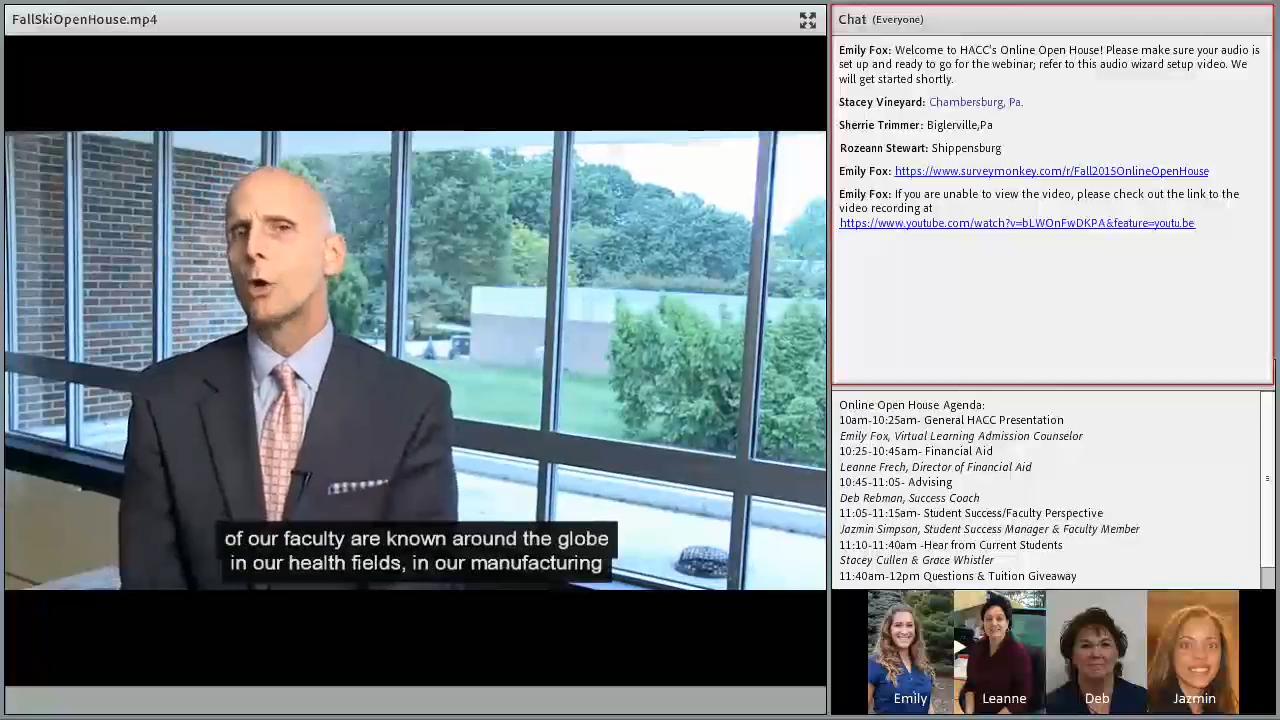 FallSkiOpenHouse.mp4
of our faculty are known around the globe
in our health fields, in our manufacturing
Chat (Everyone)
Emily Fox: Welcome to HACC's Online Open House! Please make sure your audio is
set up and ready to go for the webinar; refer to this audio wizard setup video. We
will get started shortly.
Stacey Vineyard: Chambersburg, Pa.
Sherrie Trimmer: Biglerville,Pa
Rozeann Stewart: Shippensburg
Emily Fox: https://www.surveymonkey.com/r/Fall2015OnlineOpenHouse
Emily Fox: If you are unable to view the video, please check out the link to the
video recording at
https://www.youtube.com/watch?v=bLWOnFwDKPA&feature=youtu.be
Online Open House Agenda:
10am-10:25am- General HACC Presentation
Emily Fox, Virtual Learning Admission Counselor
10:25-10:45am- Financial Aid
Leanne Frech, Director of Financial Aid
10:45-11:05- Advising
Deb Rebman, Success Coach
11:05-11:15am- Student Success/Faculty Perspective
Jazmin Simpson, Student Success Manager & Faculty Member
11:10-11:40am -Hear from Current Students
Stacey Cullen & Grace Whistler
11:40am-12pm Questions & Tuition Giveaway
Emily Leanne Deb Jazmin